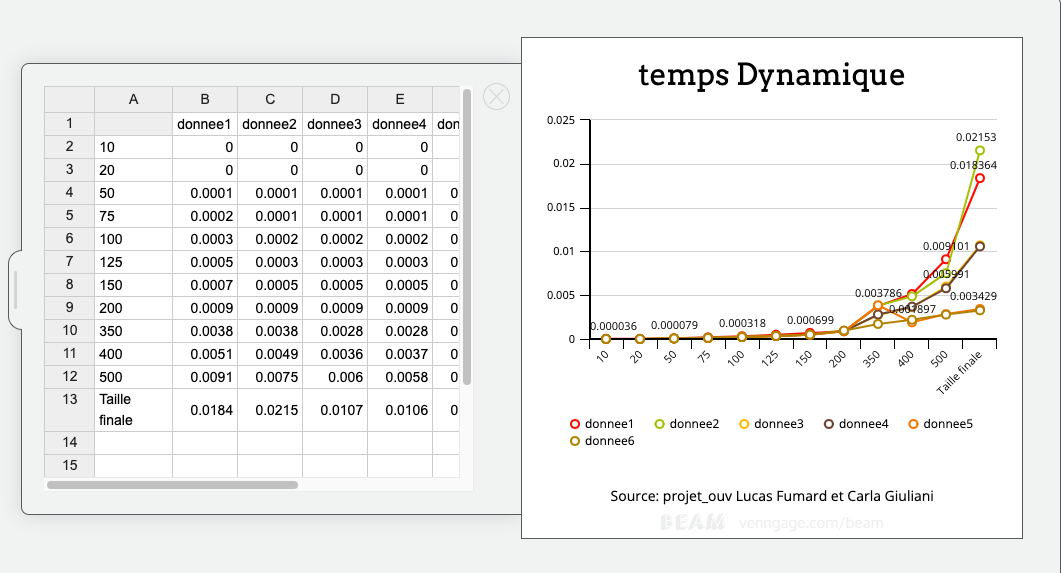 A B C D E
1 donnee1 donnee2 donnee3 donnee4 don
2 10 0 0 0 0
3 20 0 0 0 0
4 50 0.0001 0.0001 0.0001 0.0001 0
5 75 0.0002 0.0001 0.0001 0.0001 0
6 100 0.0003 0.0002 0.0002 0.0002 0
7 125 0.0005 0.0003 0.0003 0.0003 0
8 150 0.0007 0.0005 0.0005 0.0005 0
9 200 0.0009 0.0009 0.0009 0.0009 0
10 350 0.0038 0.0038 0.0028 0.0028 0
11 400 0.0051 0.0049 0.0036 0.0037 0
12 500 0.0091 0.0075 0.006 0.0058 0
13 Taille finale 0.0184 0.0215 0.0107 0.0106 0
14
15
temps Dynamique
0.025
0.02
0.015
0.01
0.005
0
0.02153
0.018364
0.009101
0.005991
0.003786
0.003429
0.000036 0.000079 0.000318 0.000699
10 20 50 75 100 125 150 200 350 400 500 Taille finale
donnee1 donnee2 donnee3 donnee4 donnee5
donnee6
Source: projet_ouv Lucas Fumard et Carla Giuliani
BEAM venngage.com/beam